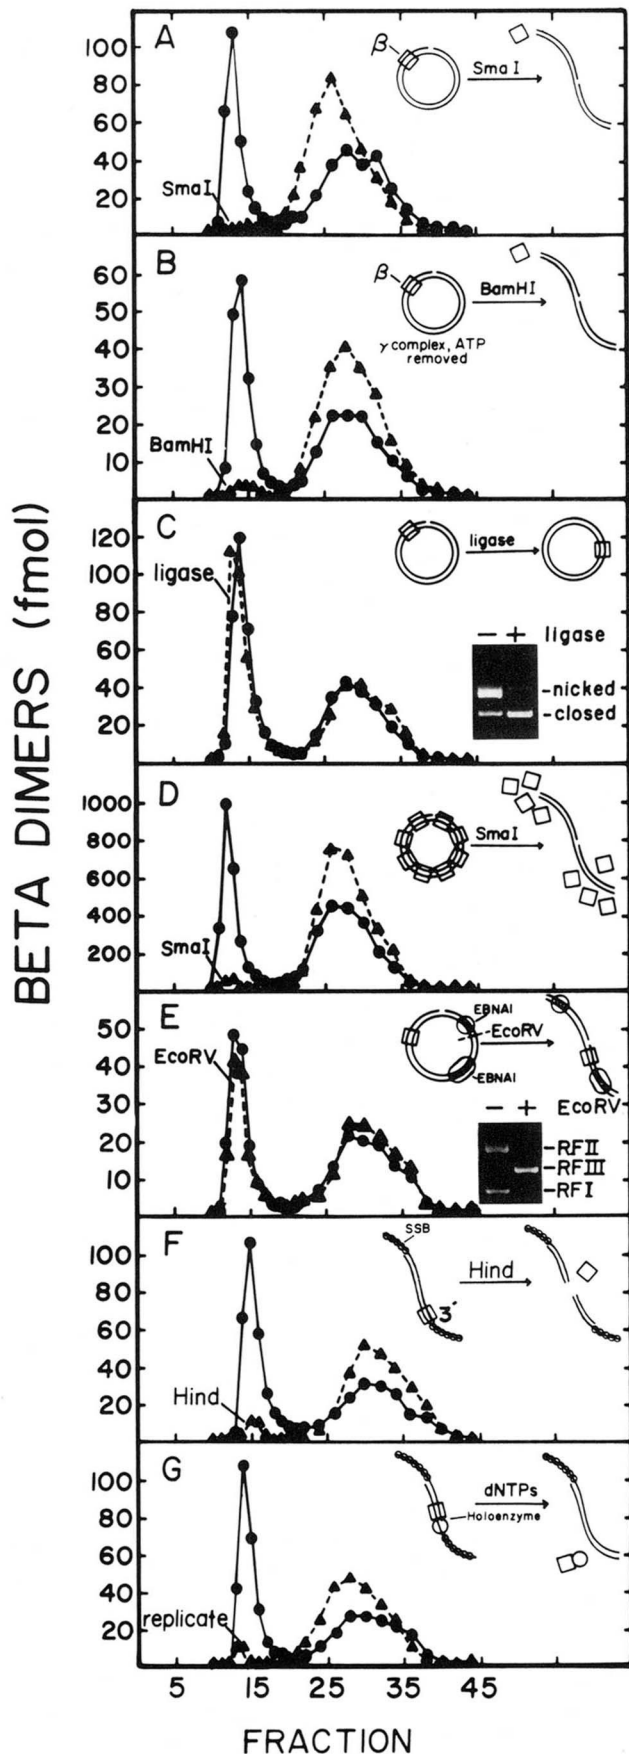 BETA DIMERS (fmol)
A
100
80
60
40
20
β
Sma I
SmaI
B
60
50
40
30
20
10
β
BamHI
γ complex, ATP
removed
BamHI
C
120
100
80
60
40
20
ligase
ligase
− + ligase
-nicked
-closed
D
1000
800
600
400
200
SmaI
SmaI
E
50
40
30
20
10
EBNAI
EcoRV
EBNAI
EcoRV
− + EcoRV
-RFII
-RFIII
-RFI
F
100
80
60
40
20
SSB
Hind
3′
Hind
G
100
80
60
40
20
dNTPs
Holoenzyme
replicate
5 15 25 35 45
FRACTION